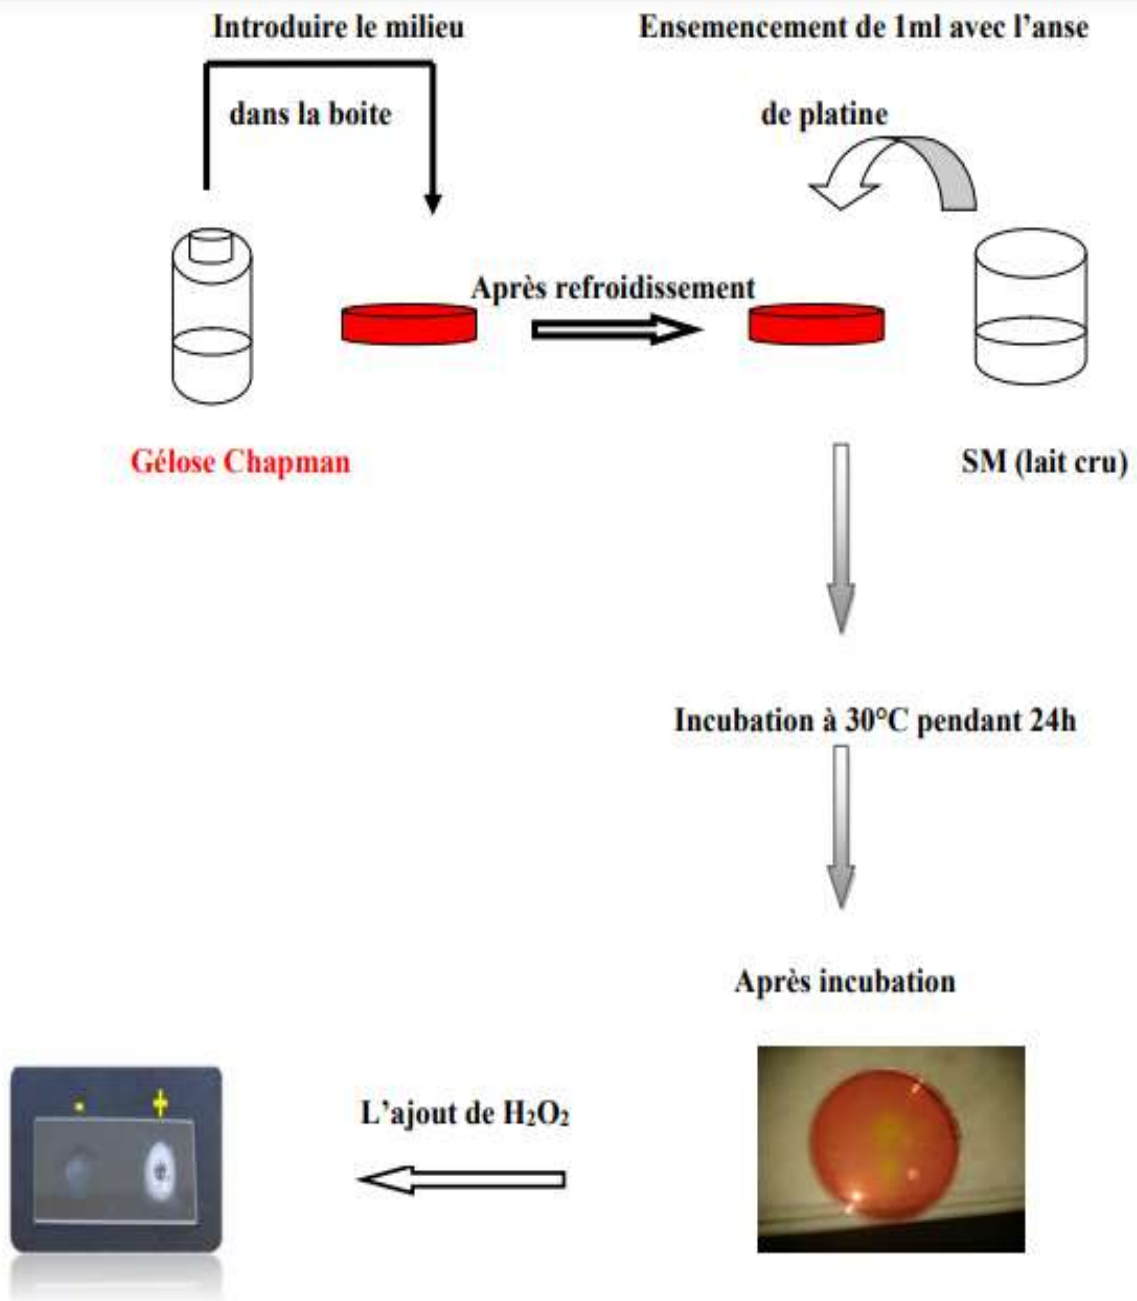 Introduire le milieu
dans la boite
Ensemencement de 1ml avec l'anse
de platine
Après refroidissement
Gélose Chapman
SM (lait cru)
Incubation à 30°C pendant 24h
Après incubation
L'ajout de H₂O₂
- +